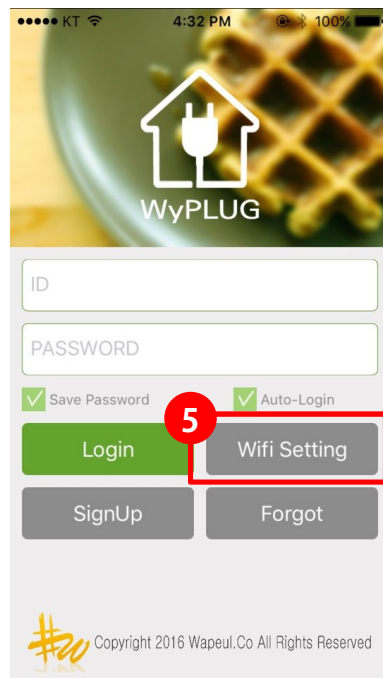 KT 4:32 PM 100%
WyPLUG
ID
PASSWORD
Save Password Auto-Login
5
Login Wifi Setting
SignUp Forgot
#w Copyright 2016 Wapeul.Co All Rights Reserved